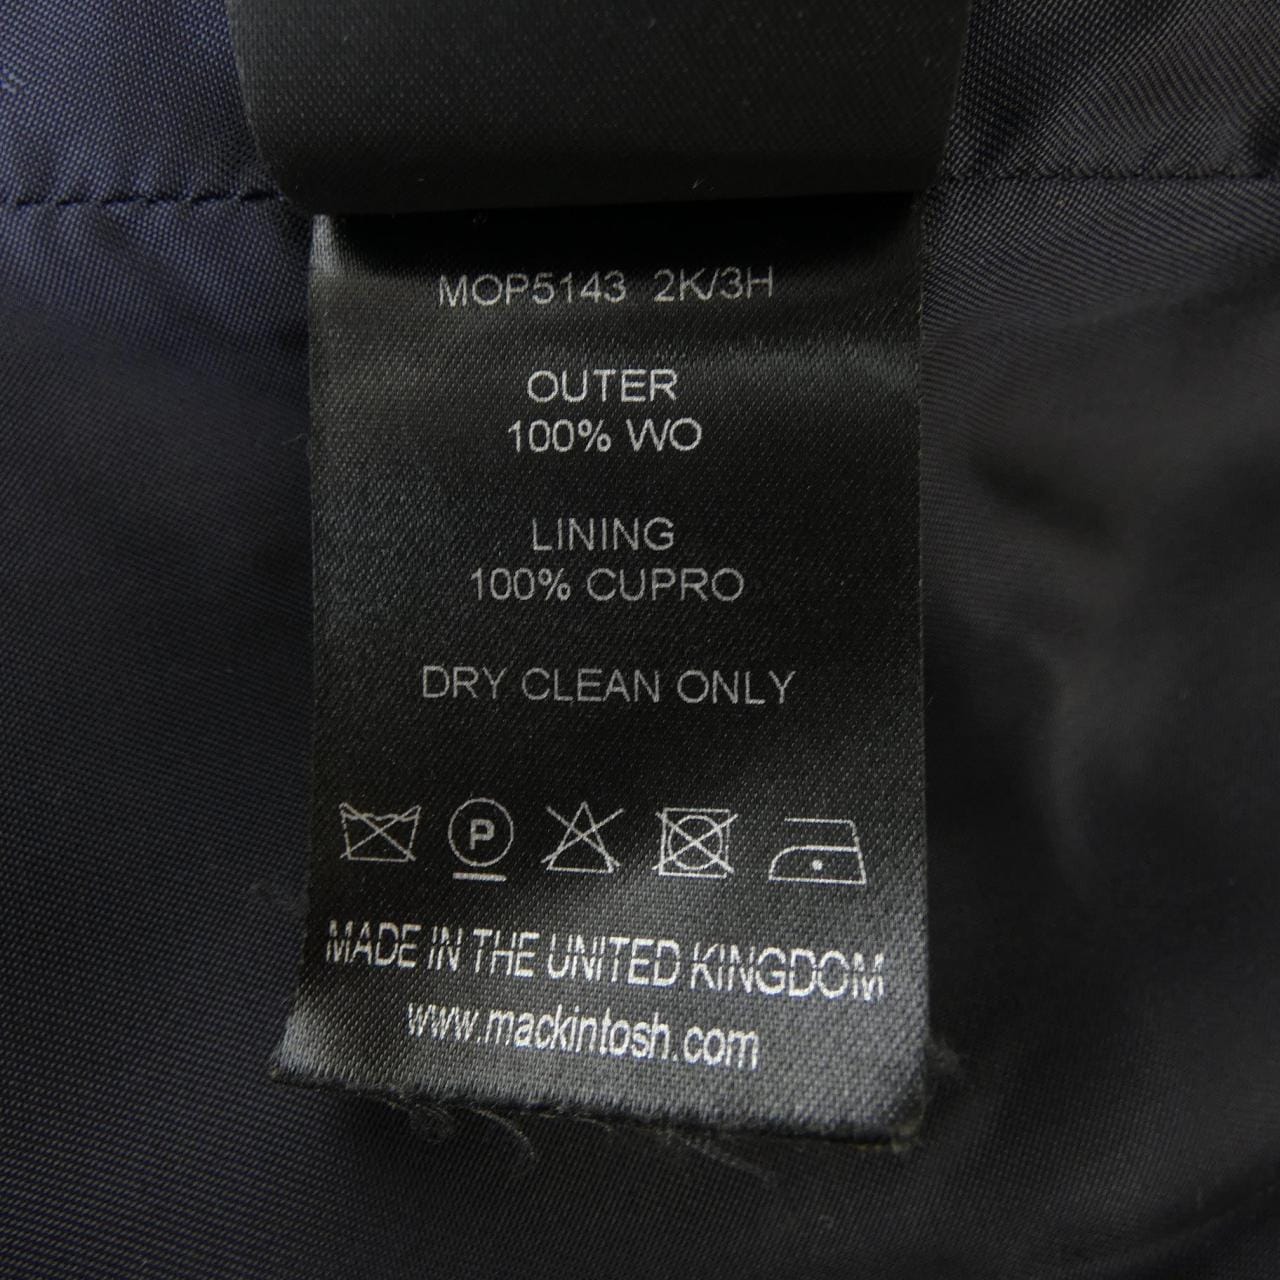 MOP5143 2K/3H
OUTER
100% WO
LINING
100% CUPRO
DRY CLEAN ONLY
P
MADE IN THE UNITED KINGDOM
www.mackintosh.com